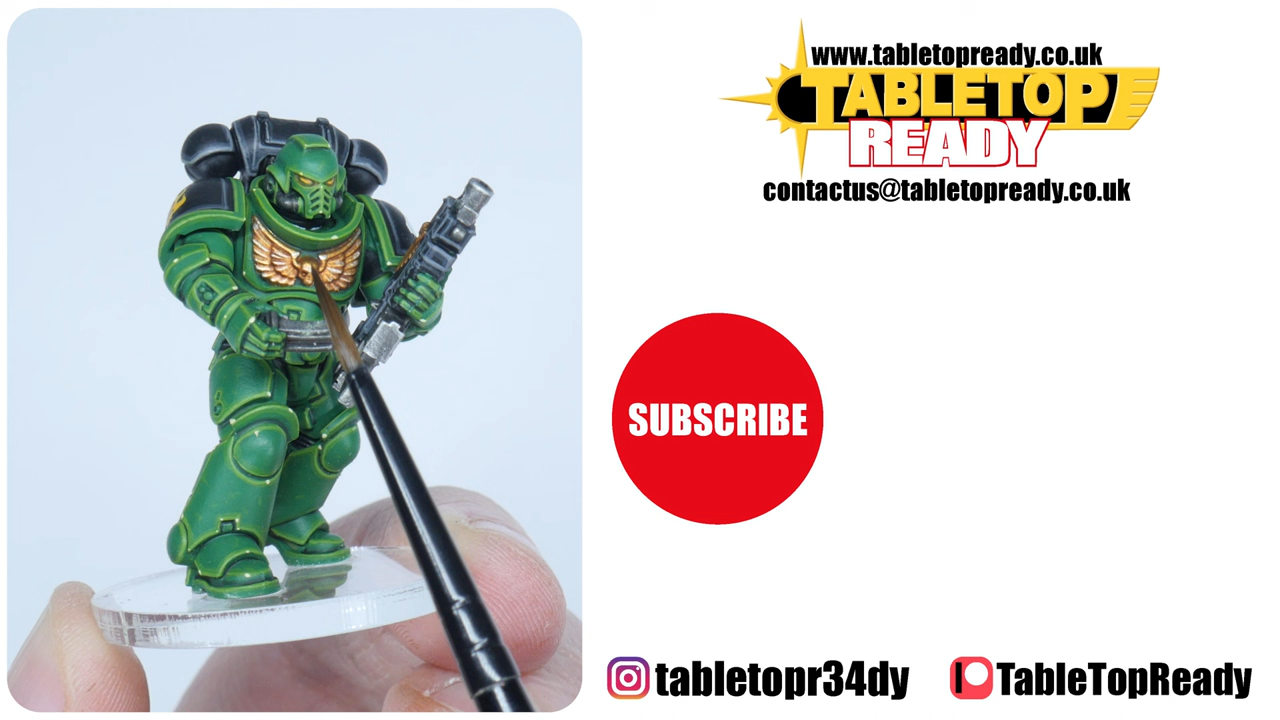 www.tabletopready.co.uk
TABLETOP
READY
contactus@tabletopready.co.uk
SUBSCRIBE
tabletopr34dy
TableTopReady